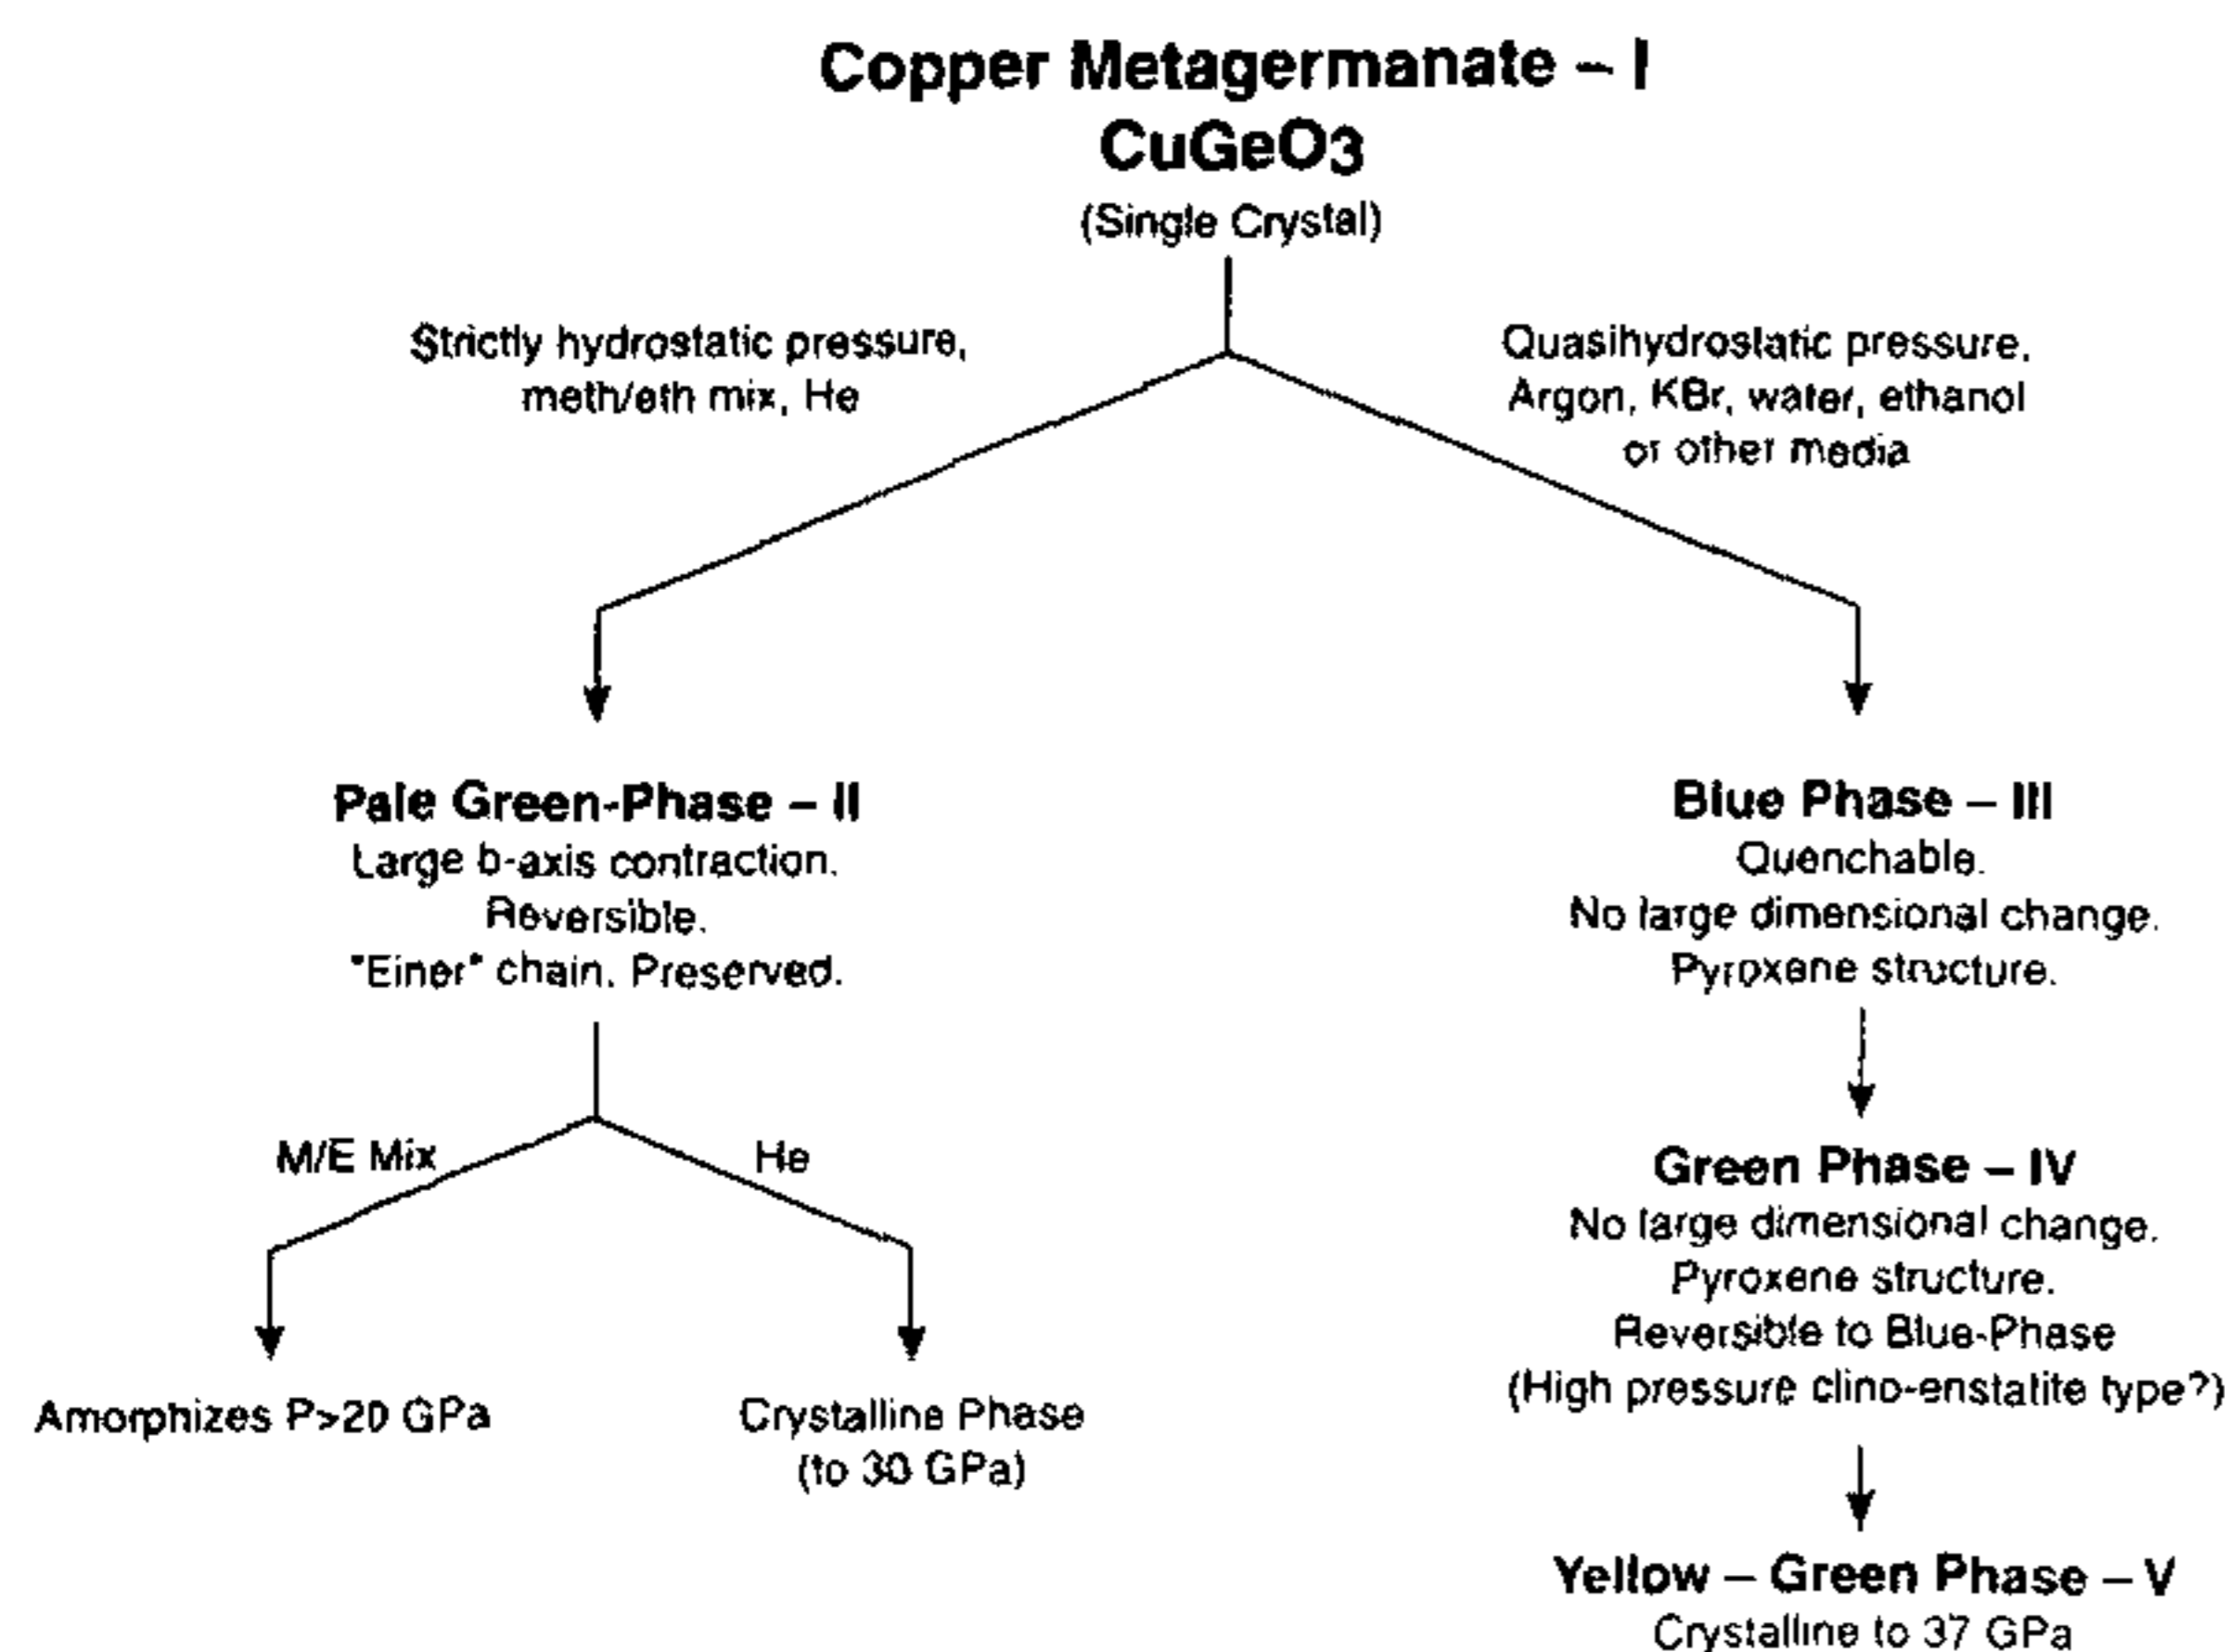 Copper Metagermanate – I
CuGeO3
(Single Crystal)
Strictly hydrostatic pressure,
meth/eth mix, He
Quasihydrostatic pressure,
Argon, KBr, water, ethanol
or other media
Pale Green-Phase – II
Large b-axis contraction.
Reversible.
"Einer" chain. Preserved.
Blue Phase – III
Quenchable.
No large dimensional change.
Pyroxene structure.
M/E Mix
He
Amorphizes P>20 GPa
Crystalline Phase
(to 30 GPa)
Green Phase – IV
No large dimensional change.
Pyroxene structure.
Reversible to Blue-Phase
(High pressure clino-enstatite type?)
Yellow – Green Phase – V
Crystalline to 37 GPa